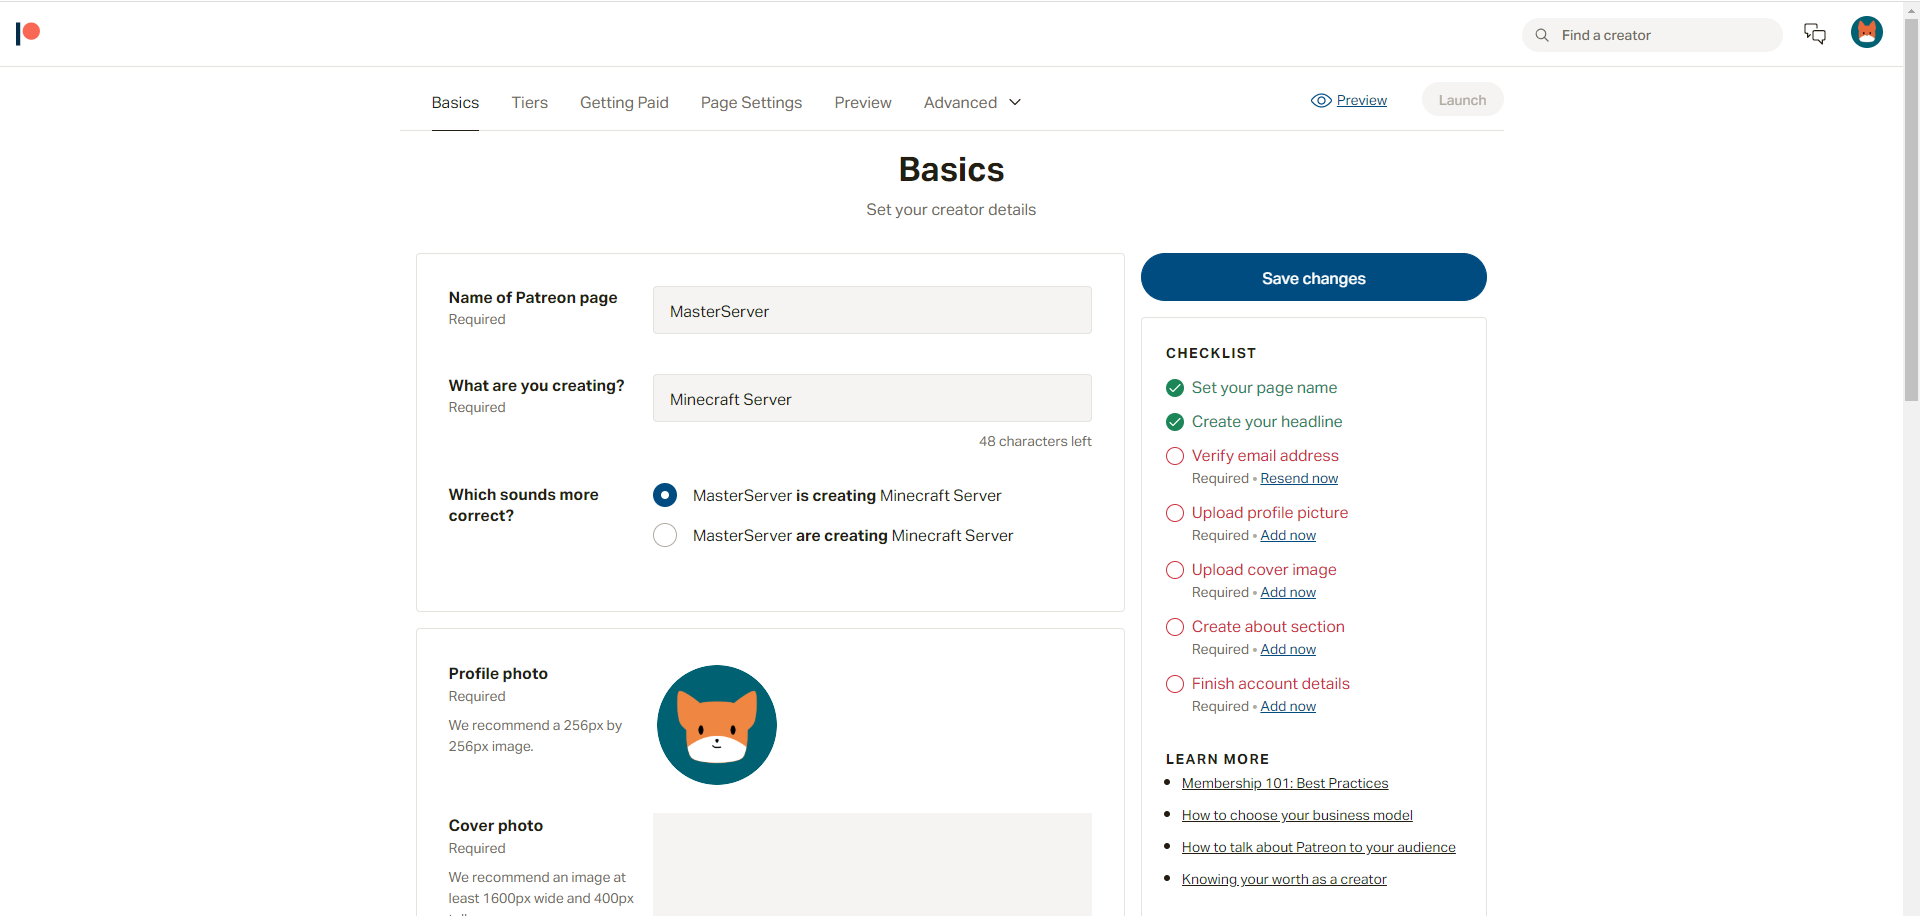 Find a creator
Basics
Tiers
Getting Paid
Page Settings
Preview
Advanced
Preview
Launch
Basics
Set your creator details
Name of Patreon page
Required
MasterServer
What are you creating?
Required
Minecraft Server
48 characters left
Which sounds more
correct?
MasterServer is creating Minecraft Server
MasterServer are creating Minecraft Server
Profile photo
Required
We recommend a 256px by
256px image.
Cover photo
Required
We recommend an image at
least 1600px wide and 400px
Save changes
CHECKLIST
Set your page name
Create your headline
Verify email address
Required • Resend now
Upload profile picture
Required • Add now
Upload cover image
Required • Add now
Create about section
Required • Add now
Finish account details
Required • Add now
LEARN MORE
• Membership 101: Best Practices
• How to choose your business model
• How to talk about Patreon to your audience
• Knowing your worth as a creator